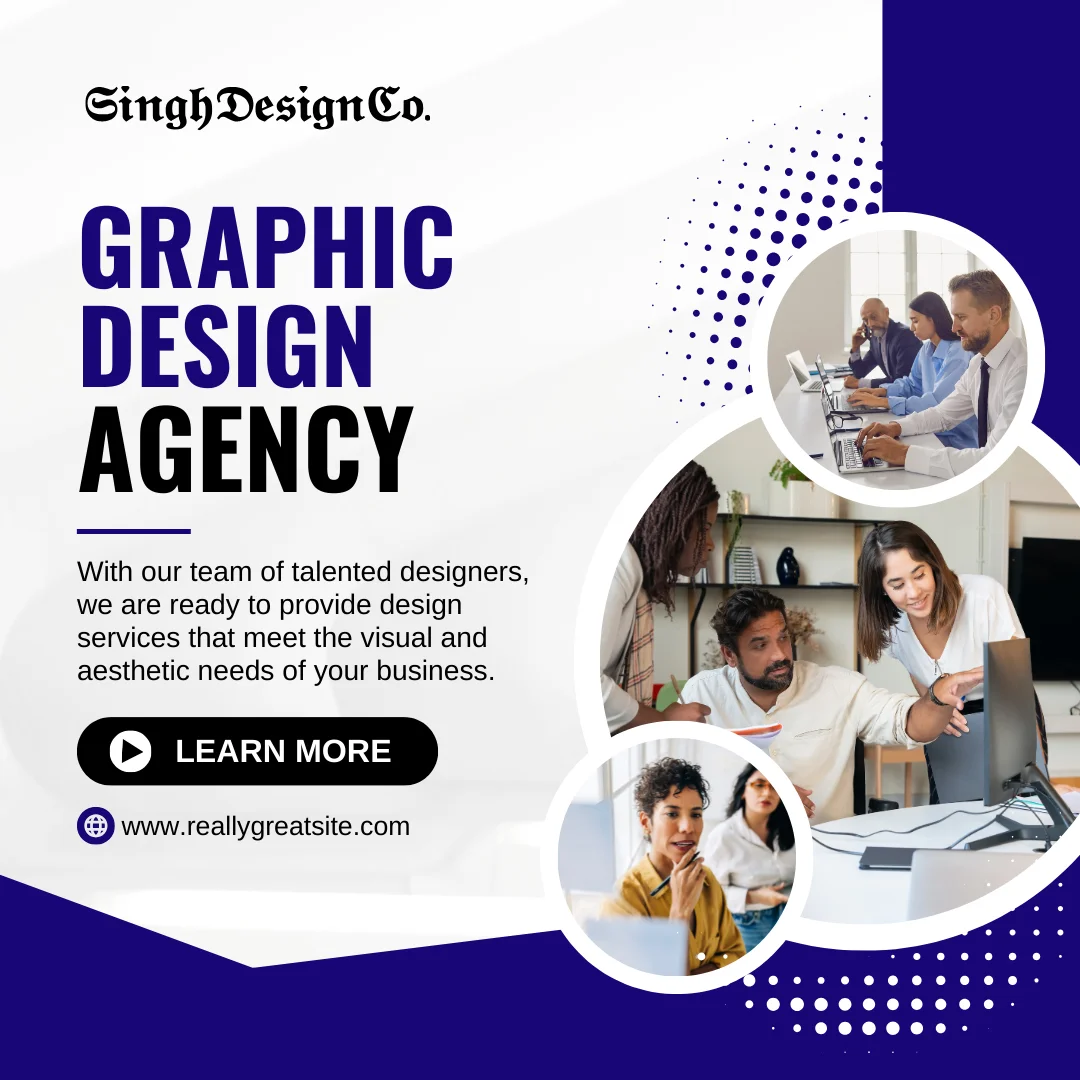 SinghDesignCo.
GRAPHIC
DESIGN
AGENCY
With our team of talented designers,
we are ready to provide design
services that meet the visual and
aesthetic needs of your business.
LEARN MORE
www.reallygreatsite.com